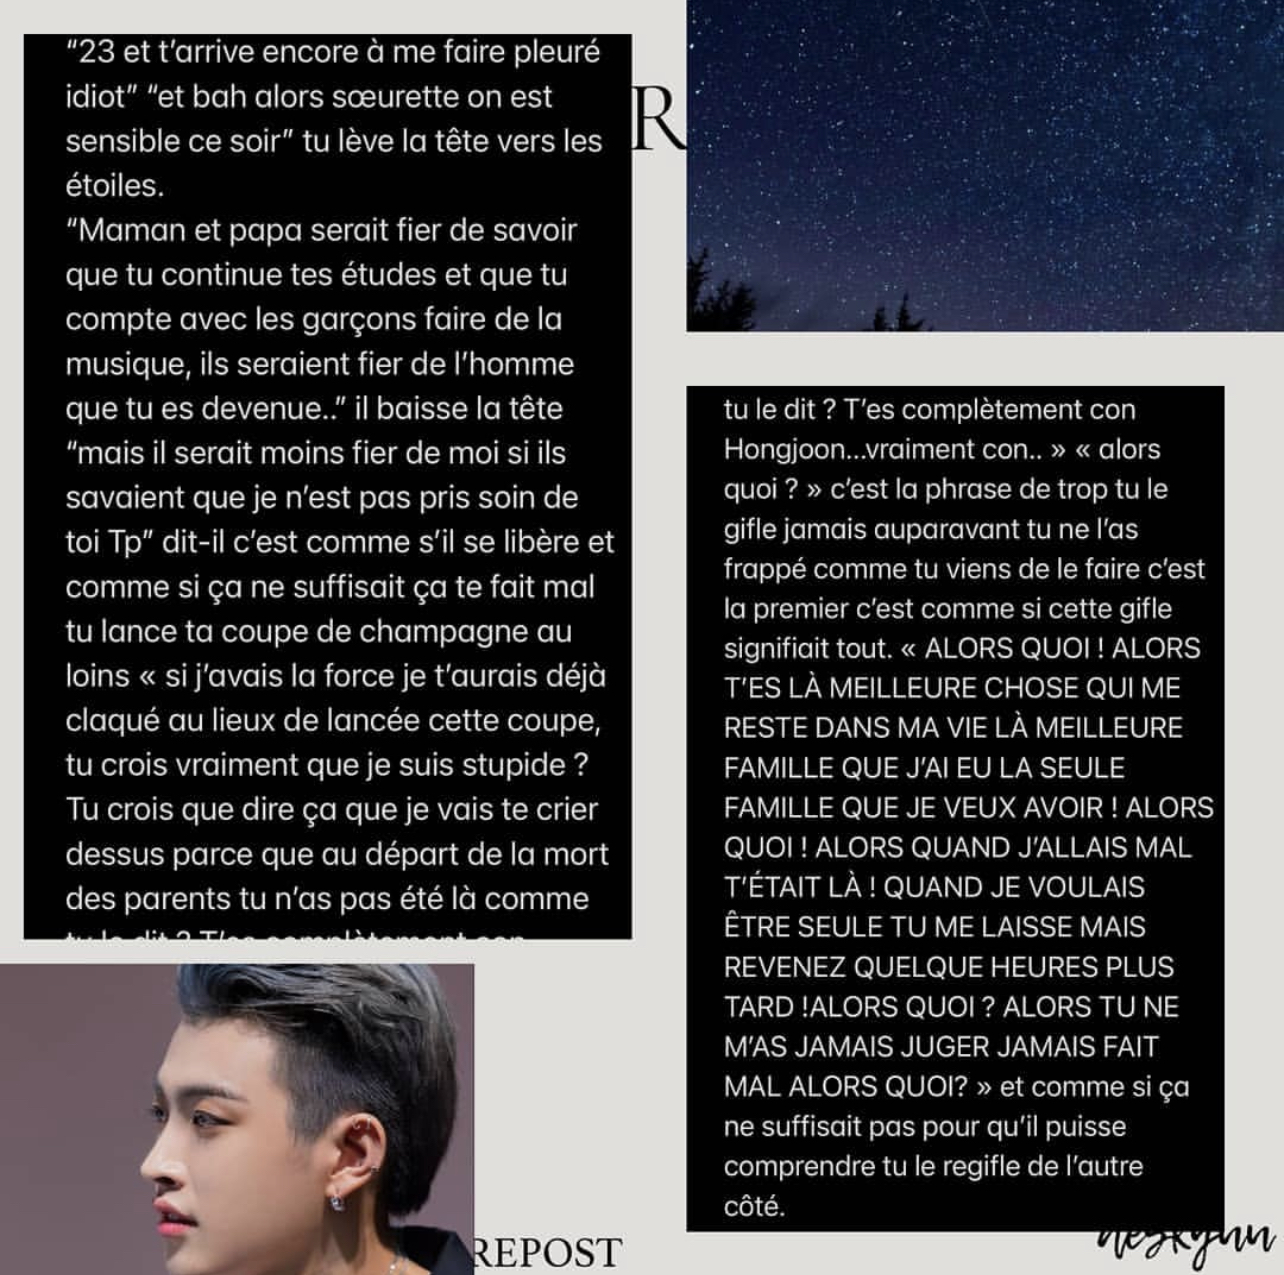 “23 et t’arrive encore à me faire pleuré
idiot” “et bah alors sœurette on est
sensible ce soir” tu lève la tête vers les
étoiles.
“Maman et papa serait fier de savoir
que tu continue tes études et que tu
compte avec les garçons faire de la
musique, ils seraient fier de l’homme
que tu es devenue..” il baisse la tête
“mais il serait moins fier de moi si ils
savaient que je n’est pas pris soin de
toi Tp” dit-il c’est comme s’il se libère et
comme si ça ne suffisait ça te fait mal
tu lance ta coupe de champagne au
loins « si j’avais la force je t’aurais déjà
claqué au lieux de lancée cette coupe,
tu crois vraiment que je suis stupide ?
Tu crois que dire ça que je vais te crier
dessus parce que au départ de la mort
des parents tu n’as pas été là comme
tu le dit ? T’es complètement con
R
tu le dit ? T’es complètement con
Hongjoon...vraiment con.. » « alors
quoi ? » c’est la phrase de trop tu le
gifle jamais auparavant tu ne l’as
frappé comme tu viens de le faire c’est
la premier c’est comme si cette gifle
signifiait tout. « ALORS QUOI ! ALORS
T’ES LÀ MEILLEURE CHOSE QUI ME
RESTE DANS MA VIE LÀ MEILLEURE
FAMILLE QUE J’AI EU LA SEULE
FAMILLE QUE JE VEUX AVOIR ! ALORS
QUOI ! ALORS QUAND J’ALLAIS MAL
T’ÉTAIT LÀ ! QUAND JE VOULAIS
ÊTRE SEULE TU ME LAISSE MAIS
REVENEZ QUELQUE HEURES PLUS
TARD !ALORS QUOI ? ALORS TU NE
M’AS JAMAIS JUGER JAMAIS FAIT
MAL ALORS QUOI? » et comme si ça
ne suffisait pas pour qu’il puisse
comprendre tu le regifle de l’autre
côté.
REPOST